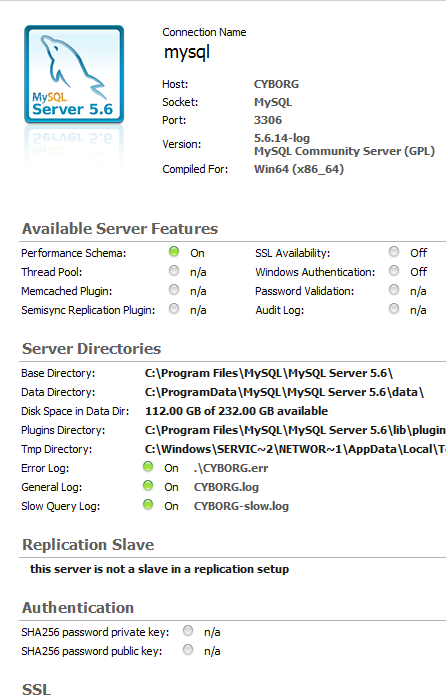 Connection Name
mysql
MySQL
Server 5.6
Host: CYBORG
Socket: MySQL
Port: 3306
Version: 5.6.14-log
MySQL Community Server (GPL)
Compiled For: Win64 (x86_64)
Available Server Features
Performance Schema: On SSL Availability: Off
Thread Pool: n/a Windows Authentication: Off
Memcached Plugin: n/a Password Validation: n/a
Semisync Replication Plugin: n/a Audit Log: n/a
Server Directories
Base Directory: C:\Program Files\MySQL\MySQL Server 5.6\
Data Directory: C:\ProgramData\MySQL\MySQL Server 5.6\data\
Disk Space in Data Dir: 112.00 GB of 232.00 GB available
Plugins Directory: C:\Program Files\MySQL\MySQL Server 5.6\lib\plugin
Tmp Directory: C:\Windows\SERVIC~2\NETWOR~1\AppData\Local\T
Error Log: On .\CYBORG.err
General Log: On CYBORG.log
Slow Query Log: On CYBORG-slow.log
Replication Slave
this server is not a slave in a replication setup
Authentication
SHA256 password private key: n/a
SHA256 password public key: n/a
SSL